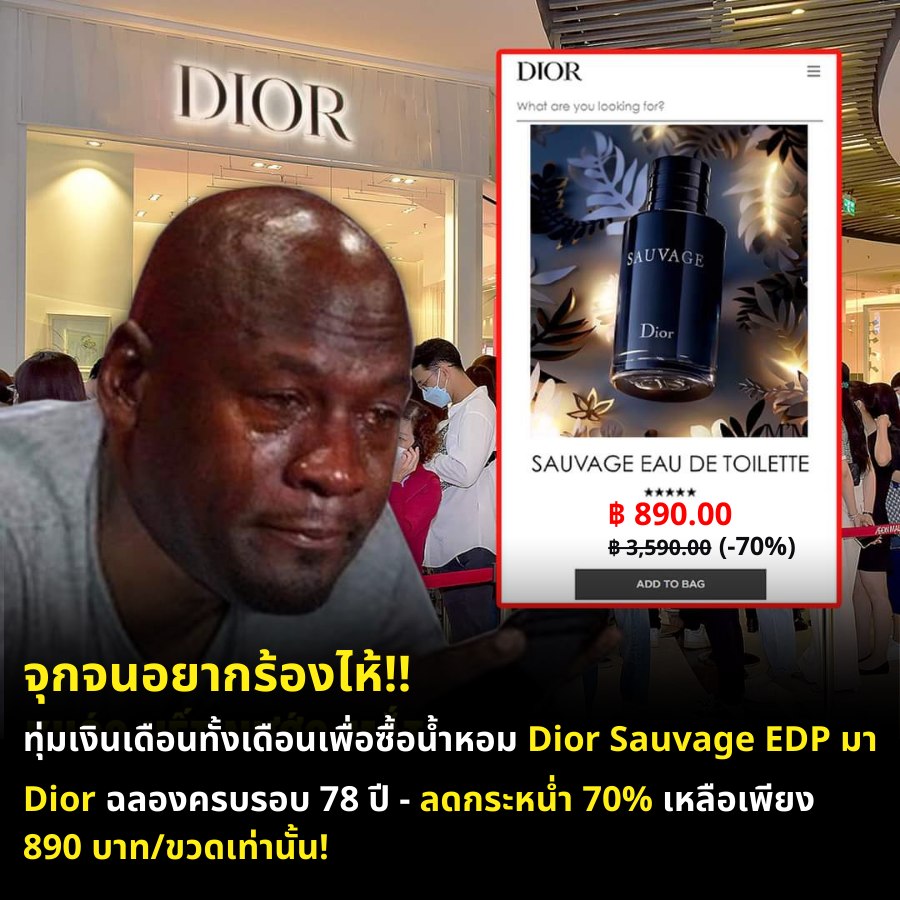 DIOR
DIOR
What are you looking for?
SAUVAGE
Dior
SAUVAGE EAU DE TOILETTE
★★★★★
฿ 890.00
฿ 3,590.00 (-70%)
ADD TO BAG
AEON MALL
จุกจนอยากร้องไห้!!
ทุ่มเงินเดือนทั้งเดือนเพื่อซื้อน้ำหอม Dior Sauvage EDP มา
Dior ฉลองครบรอบ 78 ปี - ลดกระหน่ำ 70% เหลือเพียง
890 บาท/ขวดเท่านั้น!